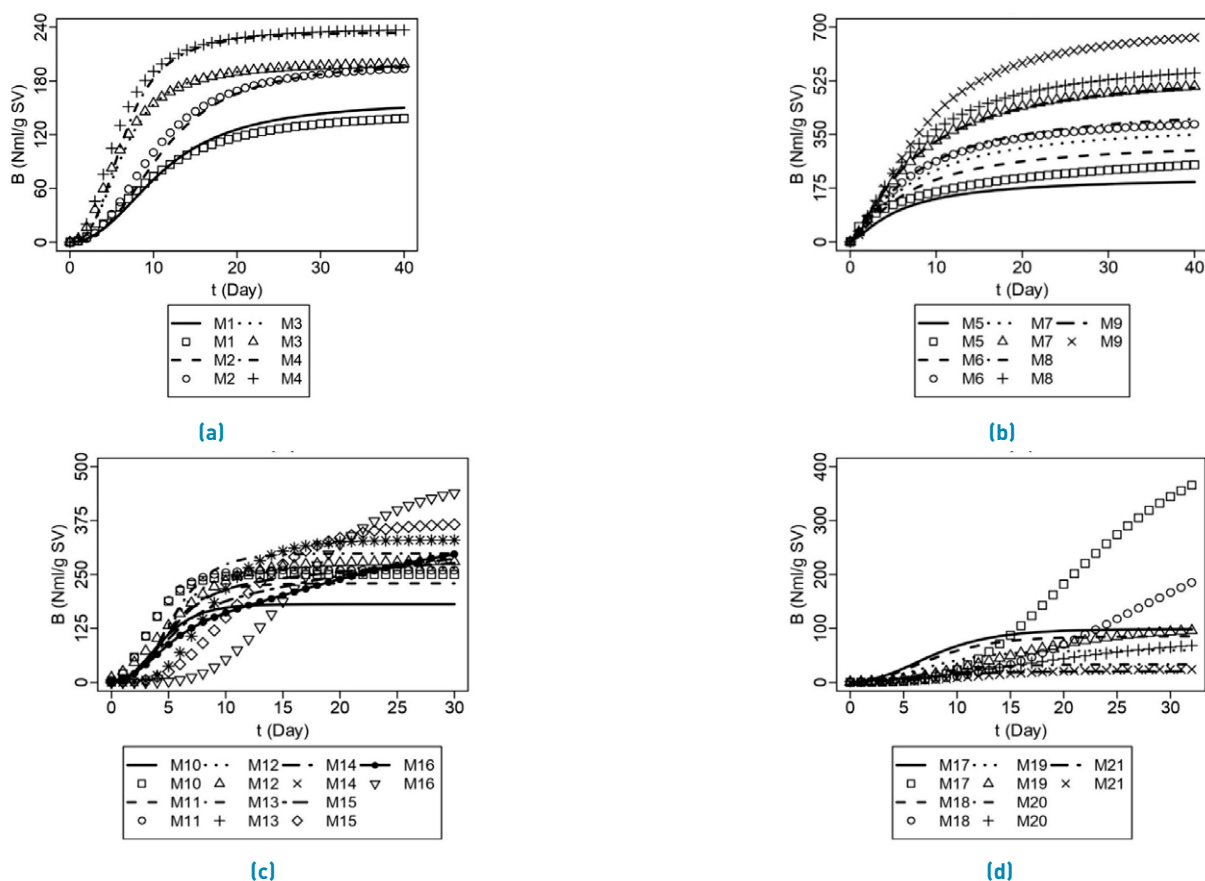 B (Nml/g SV)
240
180
120
60
0
0 10 20 30 40
t (Day)
M1 M3
M1 M3
M2 M4
M2 M4
(a)
B (Nml/g SV)
700
555
350
175
0
0 10 20 30 40
t (Day)
M5 M7 M9
M5 M7 M9
M6 M8
M6 M8
(b)
B (Nml/g SV)
500
375
250
125
0
0 5 10 15 20 25 30
t (Day)
M10 M12 M14 M16
M10 M12 M14 M16
M11 M13 M15
M11 M13 M15
(c)
B (Nml/g SV)
400
300
200
100
0
0 5 10 15 20 25 30
t (Day)
M17 M19 M21
M17 M19 M21
M18 M20
M18 M20
(d)